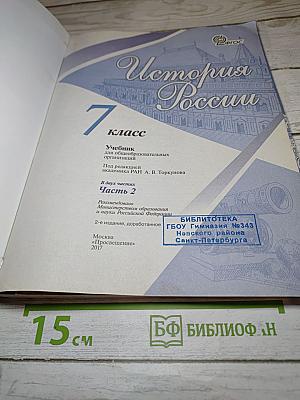 ФГОС
История
России
7 класс
Учебник
для общеобразовательных
организаций
Под редакцией
академика РАН А. В. Торкунова
В двух частях
Часть 2
Рекомендовано
Министерством образования
и науки Российской Федерации
2-е издание, доработанное
Москва
«Просвещение»
2017
БИБЛИОТЕКА
ГБОУ Гимназия №343
Невского района
Санкт-Петербурга
15 см
БФ БИБЛИОФАН